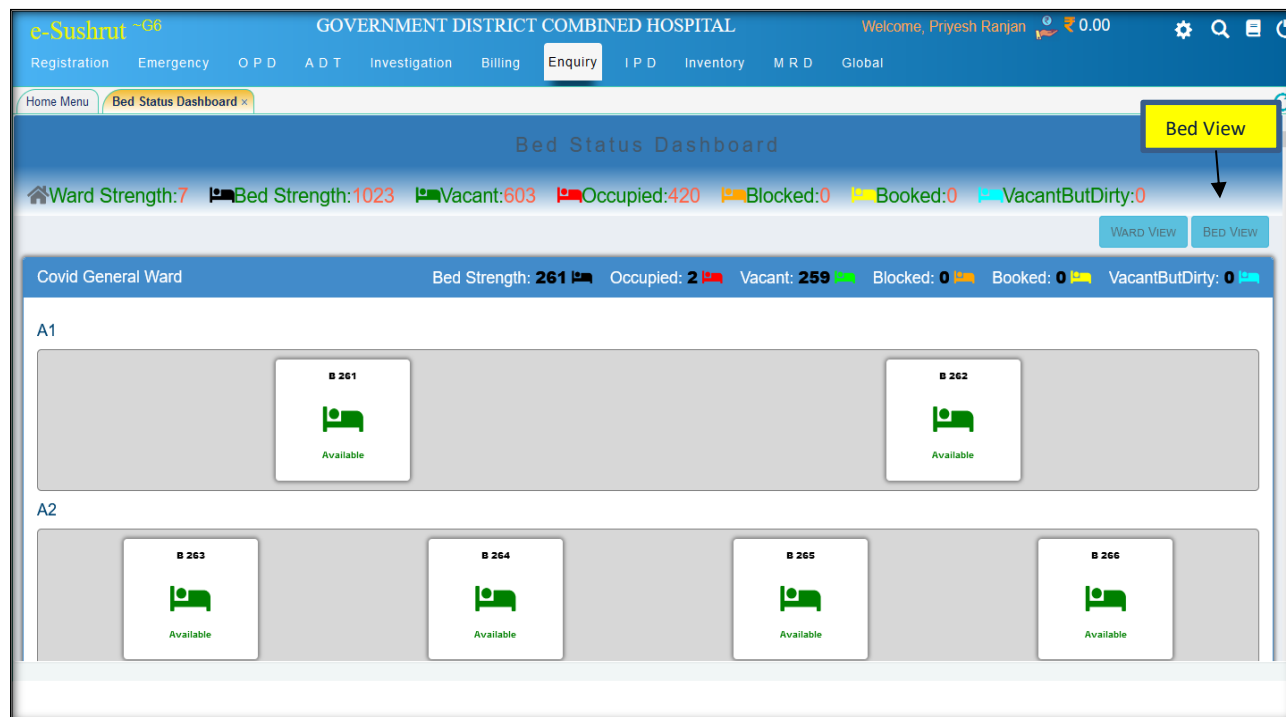 e-Sushrut ~G6 GOVERNMENT DISTRICT COMBINED HOSPITAL Welcome, Priyesh Ranjan ₹ 0.00
Registration Emergency O P D A D T Investigation Billing Enquiry I P D Inventory M R D Global
Home Menu Bed Status Dashboard ×
Bed View
Bed Status Dashboard
Ward Strength:7 Bed Strength:1023 Vacant:603 Occupied:420 Blocked:0 Booked:0 VacantButDirty:0
WARD VIEW BED VIEW
Covid General Ward Bed Strength: 261 Occupied: 2 Vacant: 259 Blocked: 0 Booked: 0 VacantButDirty: 0
A1
B 261 B 262
Available Available
A2
B 263 B 264 B 265 B 266
Available Available Available Available